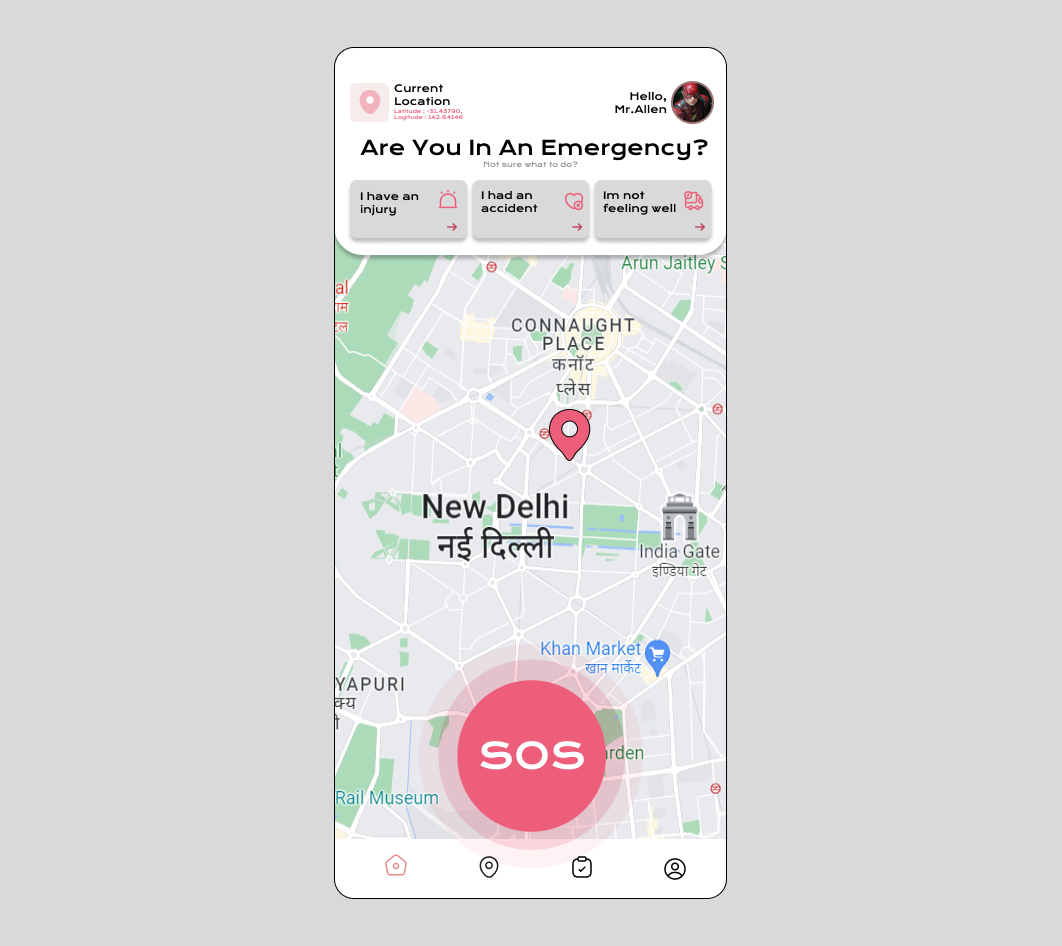 Current
Location
Latitude : -31.43790,
Logitude : 142.64146
Hello,
Mr.Allen
Are You In An Emergency?
Not sure what to do?
I have an
injury
I had an
accident
Im not
feeling well
Arun Jaitley S
al
CONNAUGHT
PLACE
कनॉट
प्लेस
New Delhi
नई दिल्ली
India Gate
इण्डिया गेट
Khan Market
खान मार्केट
YAPURI
क्य
SOS
arden
Rail Museum